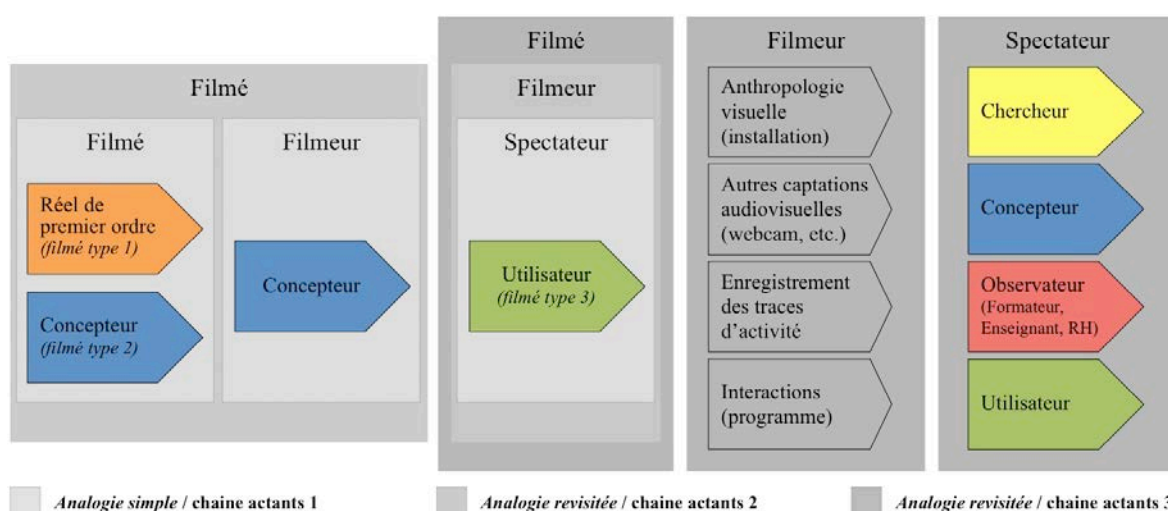 Filmé
Filmé
Réel de
premier ordre
(filmé type 1)
Concepteur
(filmé type 2)
Filmeur
Concepteur
Filmé
Filmeur
Spectateur
Utilisateur
(filmé type 3)
Filmeur
Anthropologie
visuelle
(installation)
Autres captations
audiovisuelles
(webcam, etc.)
Enregistrement
des traces
d'activité
Interactions
(programme)
Spectateur
Chercheur
Concepteur
Observateur
(Formateur,
Enseignant, RH)
Utilisateur
Analogie simple / chaine actants 1
Analogie revisitée / chaine actants 2
Analogie revisitée / chaine actants 3